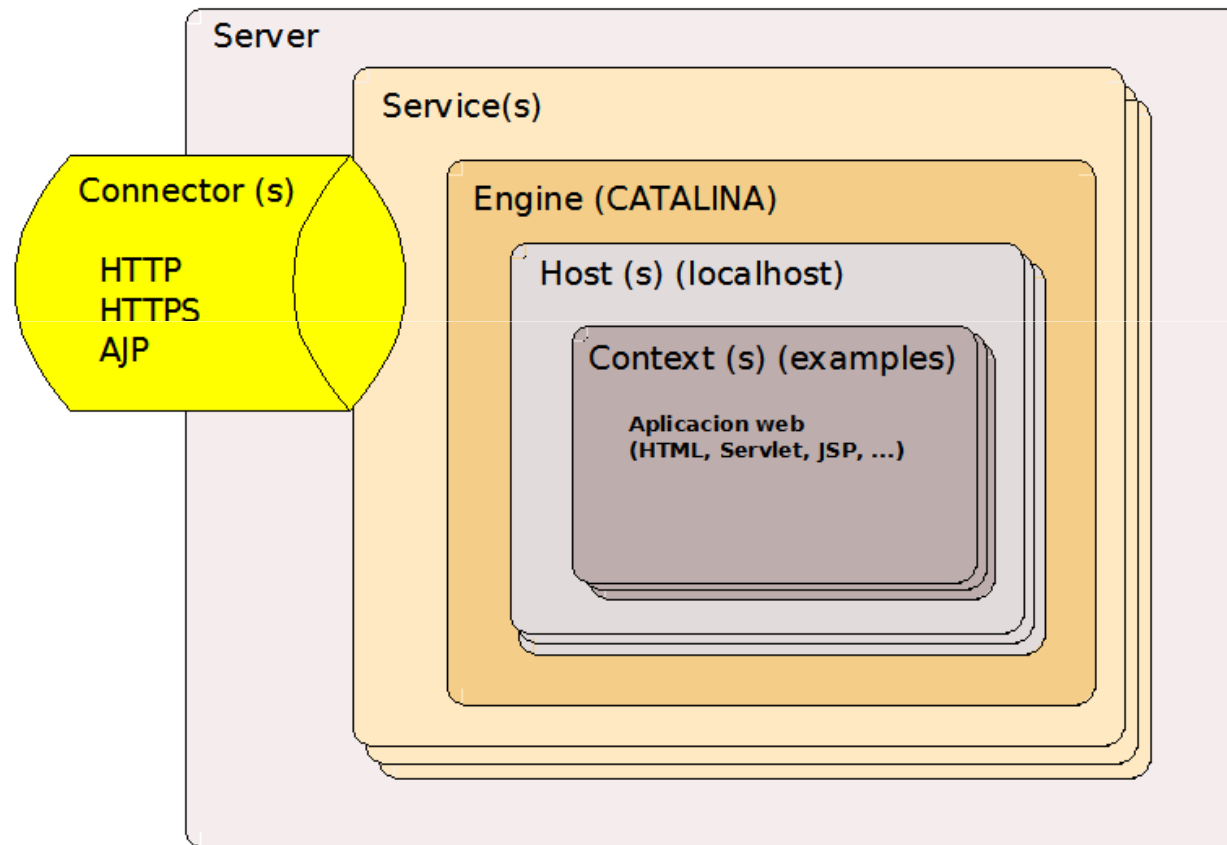 Server
Service(s)
Connector (s)
HTTP
HTTPS
AJP
Engine (CATALINA)
Host (s) (localhost)
Context (s) (examples)
Aplicacion web
(HTML, Servlet, JSP, ...)